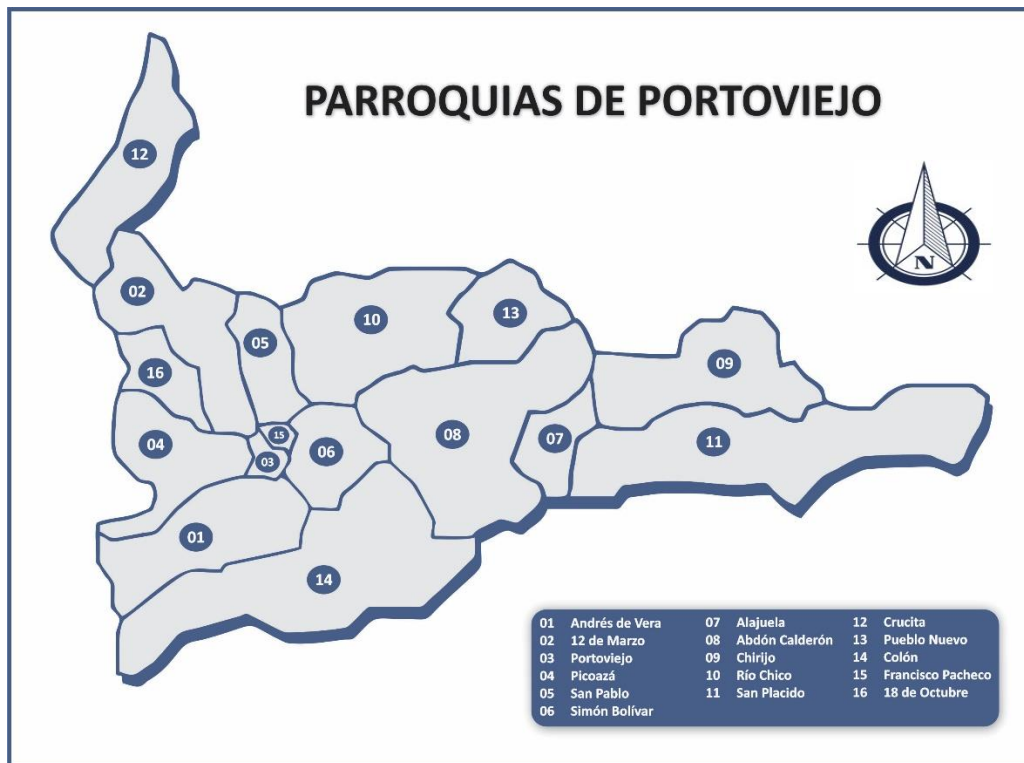 PARROQUIAS DE PORTOVIEJO
12
N
02
05
10
13
16
09
04
15
03
06
08
07
11
01
14
01 Andrés de Vera
02 12 de Marzo
03 Portoviejo
04 Picoazá
05 San Pablo
06 Simón Bolívar
07 Alajuela
08 Abdón Calderón
09 Chirijo
10 Río Chico
11 San Placido
12 Crucita
13 Pueblo Nuevo
14 Colón
15 Francisco Pacheco
16 18 de Octubre